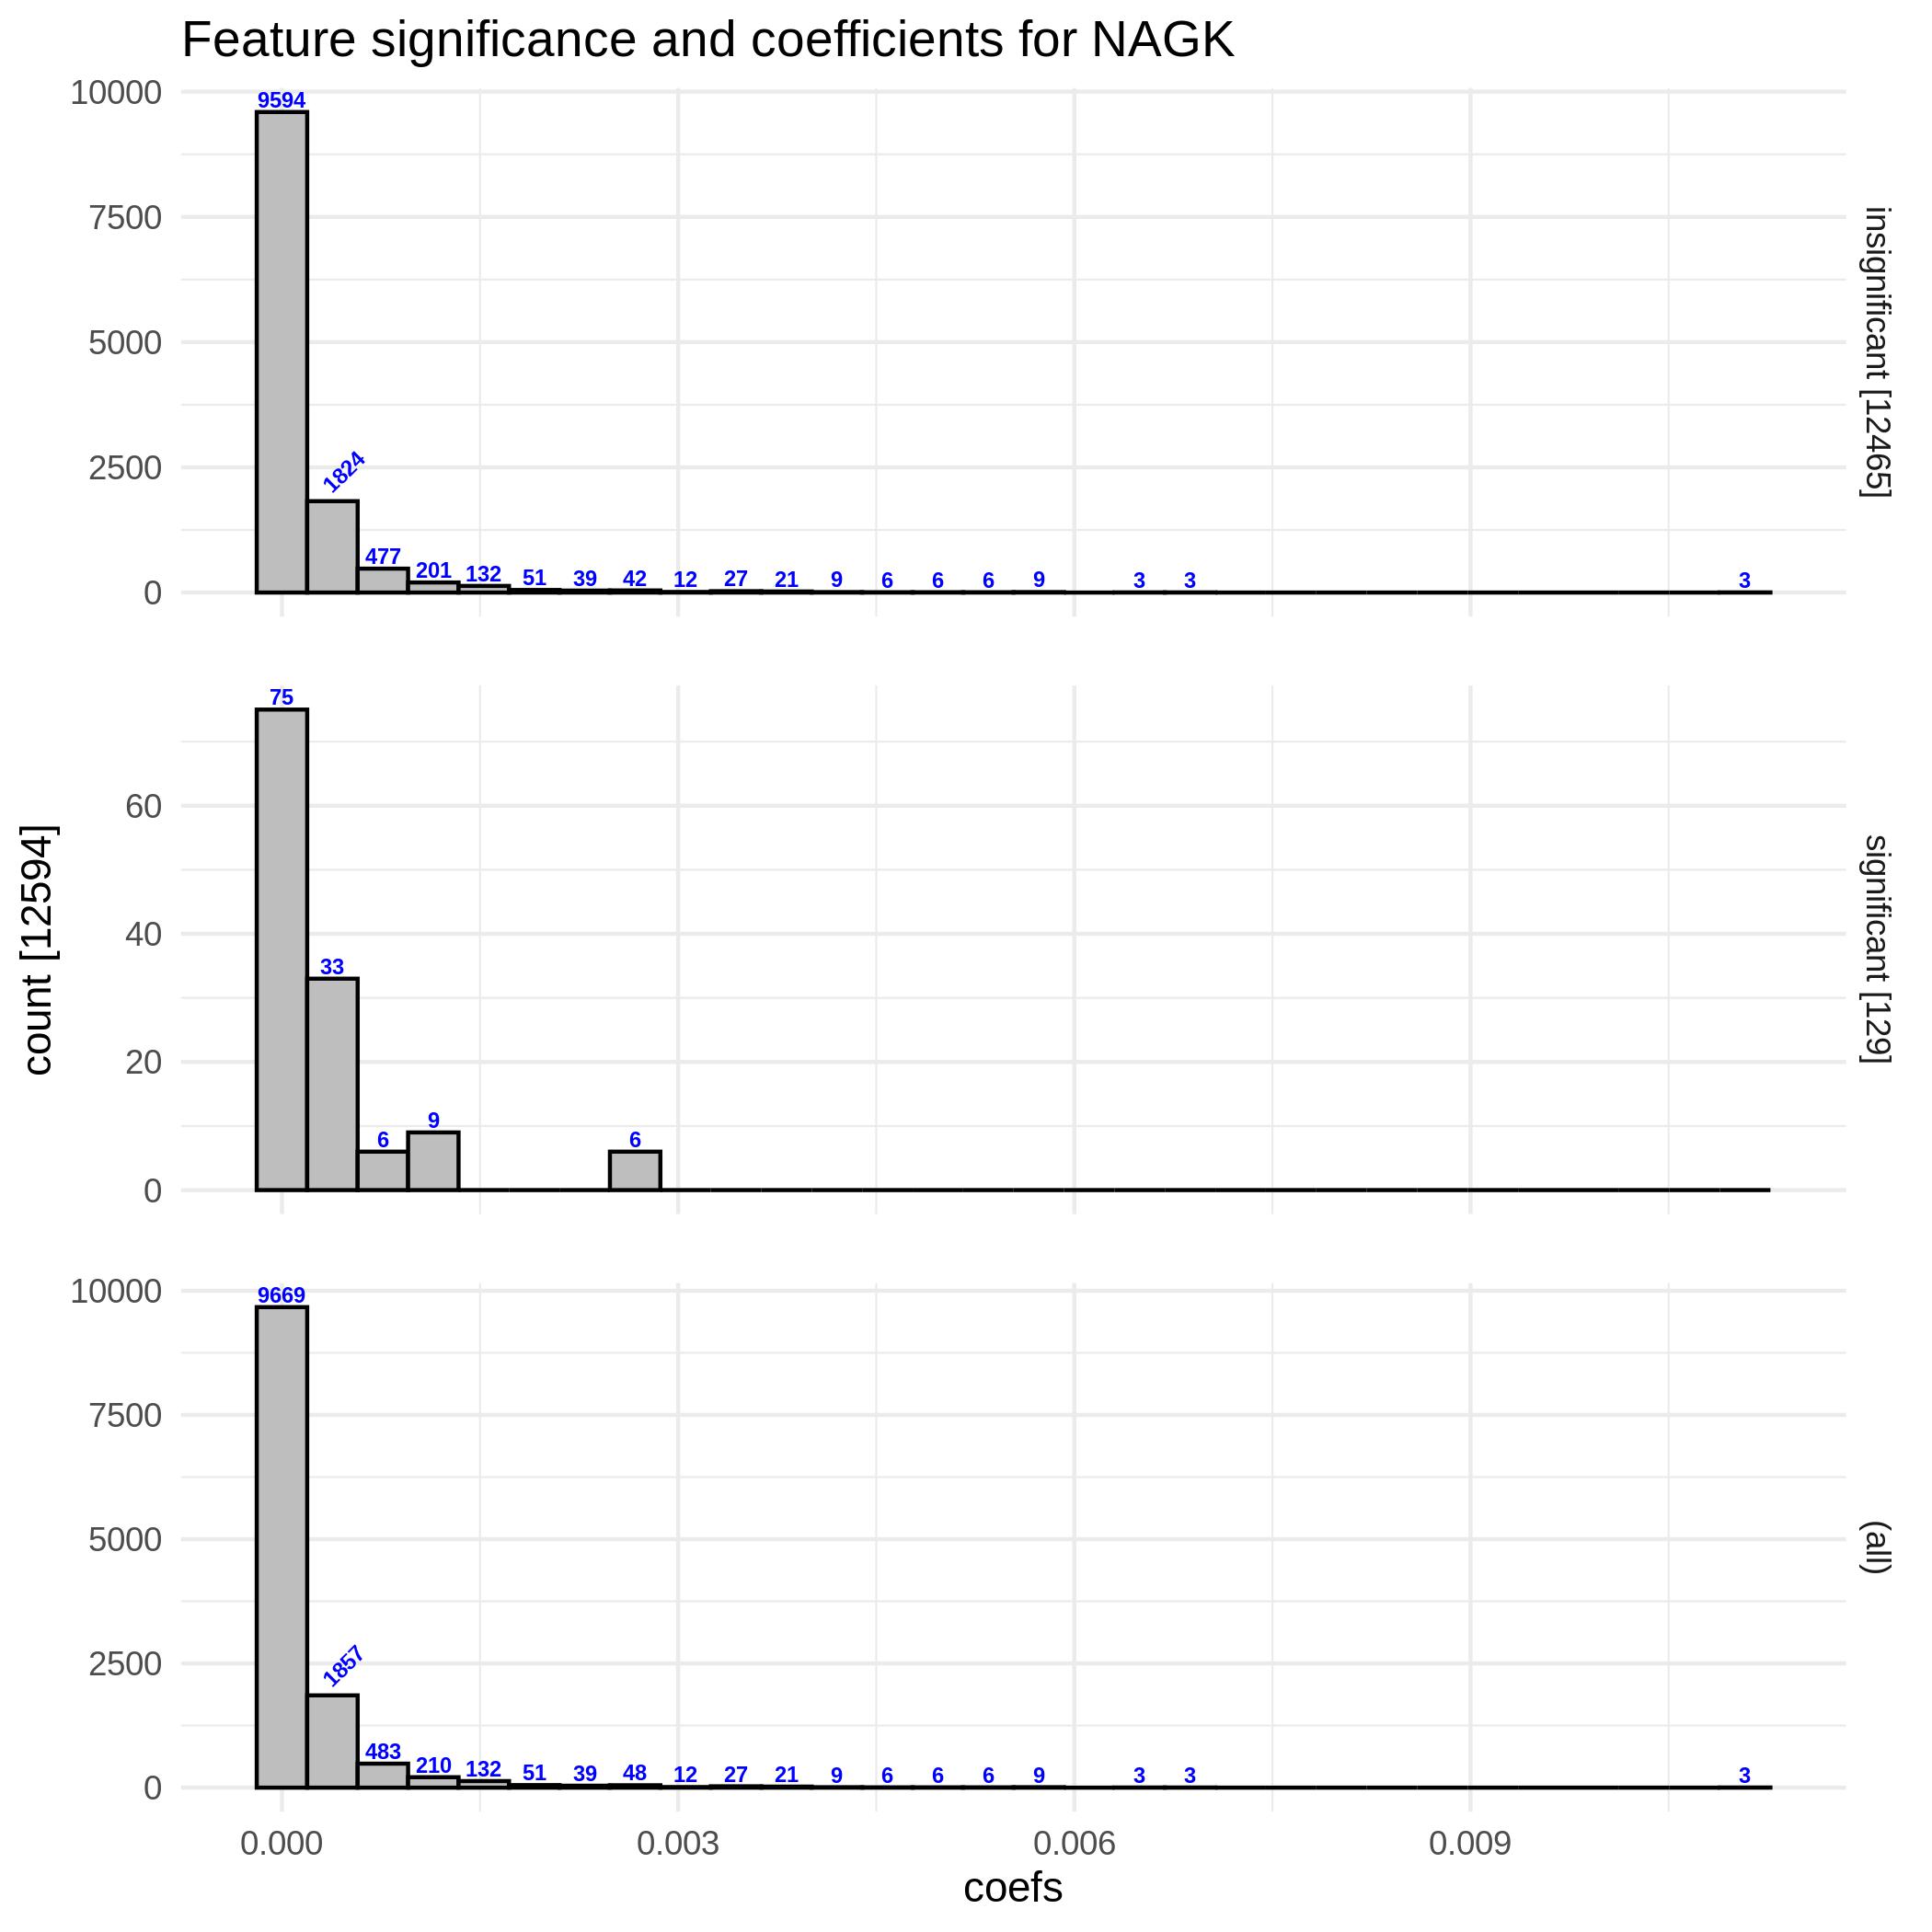 Feature significance and coefficients for NAGK
10000
7500
5000
2500
0
9594
1824
477 201 132 51 39 42 12 27 21 9 6 6 6 9 3 3 3
insignificant [12465]
count [12594]
60
40
20
0
75
33
6 9 6
significant [129]
10000
7500
5000
2500
0
9669
1857
483 210 132 51 39 48 12 27 21 9 6 6 6 9 3 3 3
(all)
0.000 0.003 0.006 0.009
coefs